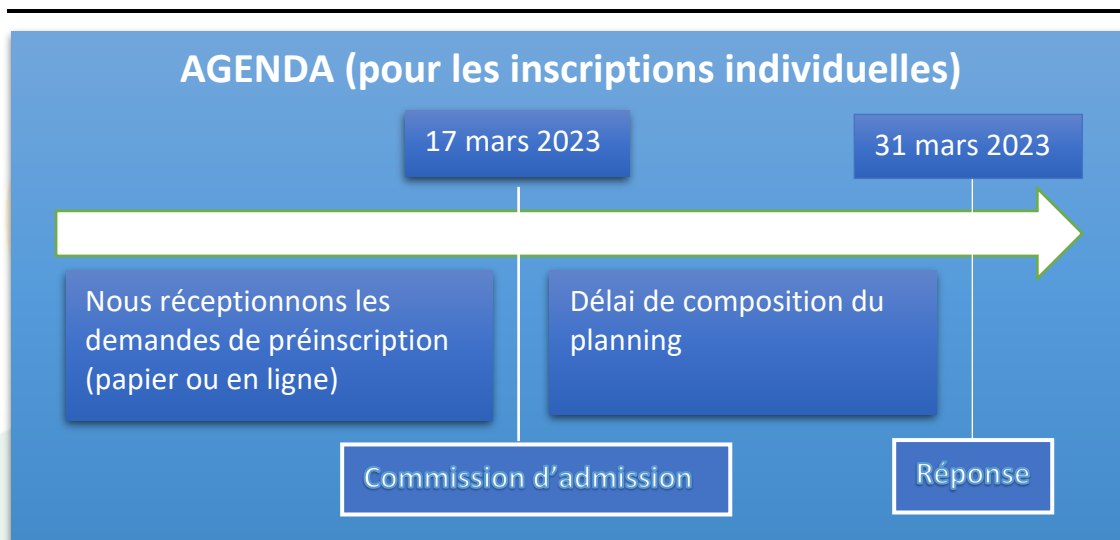 AGENDA (pour les inscriptions individuelles)
17 mars 2023
31 mars 2023
Nous réceptionnons les
demandes de préinscription
(papier ou en ligne)
Délai de composition du
planning
Commission d’admission
Réponse